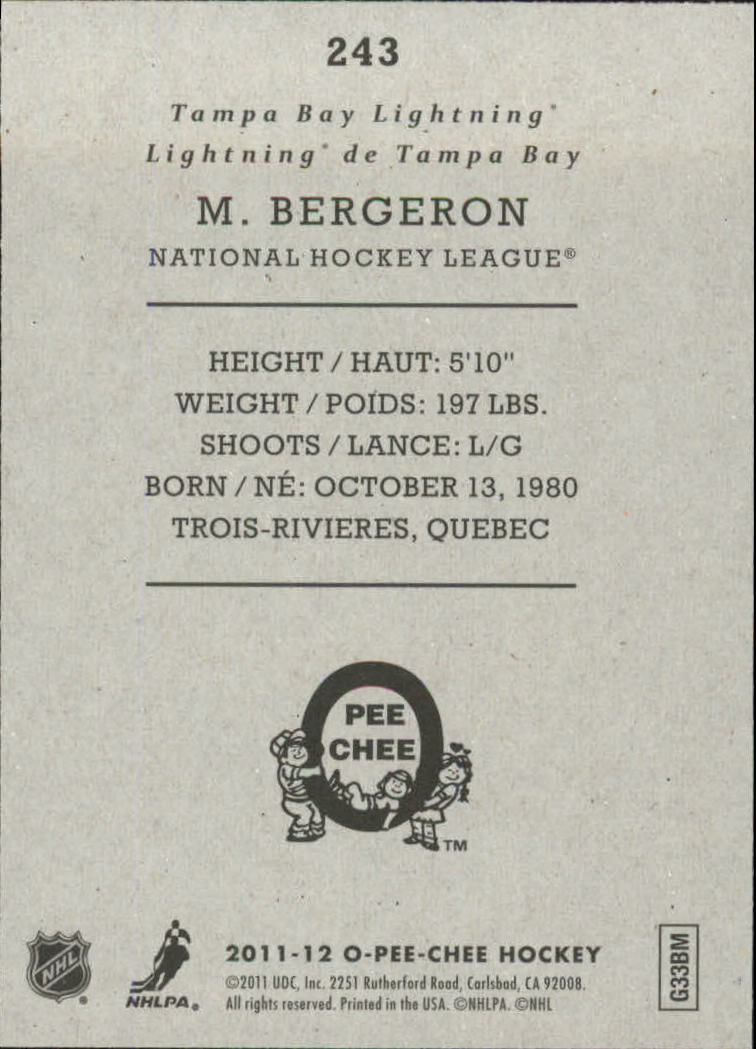 243
Tampa Bay Lightning®
Lightning® de Tampa Bay
M. BERGERON
NATIONAL HOCKEY LEAGUE®
HEIGHT / HAUT: 5'10"
WEIGHT / POIDS: 197 LBS.
SHOOTS / LANCE: L/G
BORN / NÉ: OCTOBER 13, 1980
TROIS-RIVIERES, QUEBEC
O
PEE
CHEE
TM
NHL®
NHLPA®
2011-12 O-PEE-CHEE HOCKEY
©2011 UDC, Inc. 2251 Rutherford Road, Carlsbad, CA 92008.
All rights reserved. Printed in the USA. ©NHLPA. ©NHL
G33BM